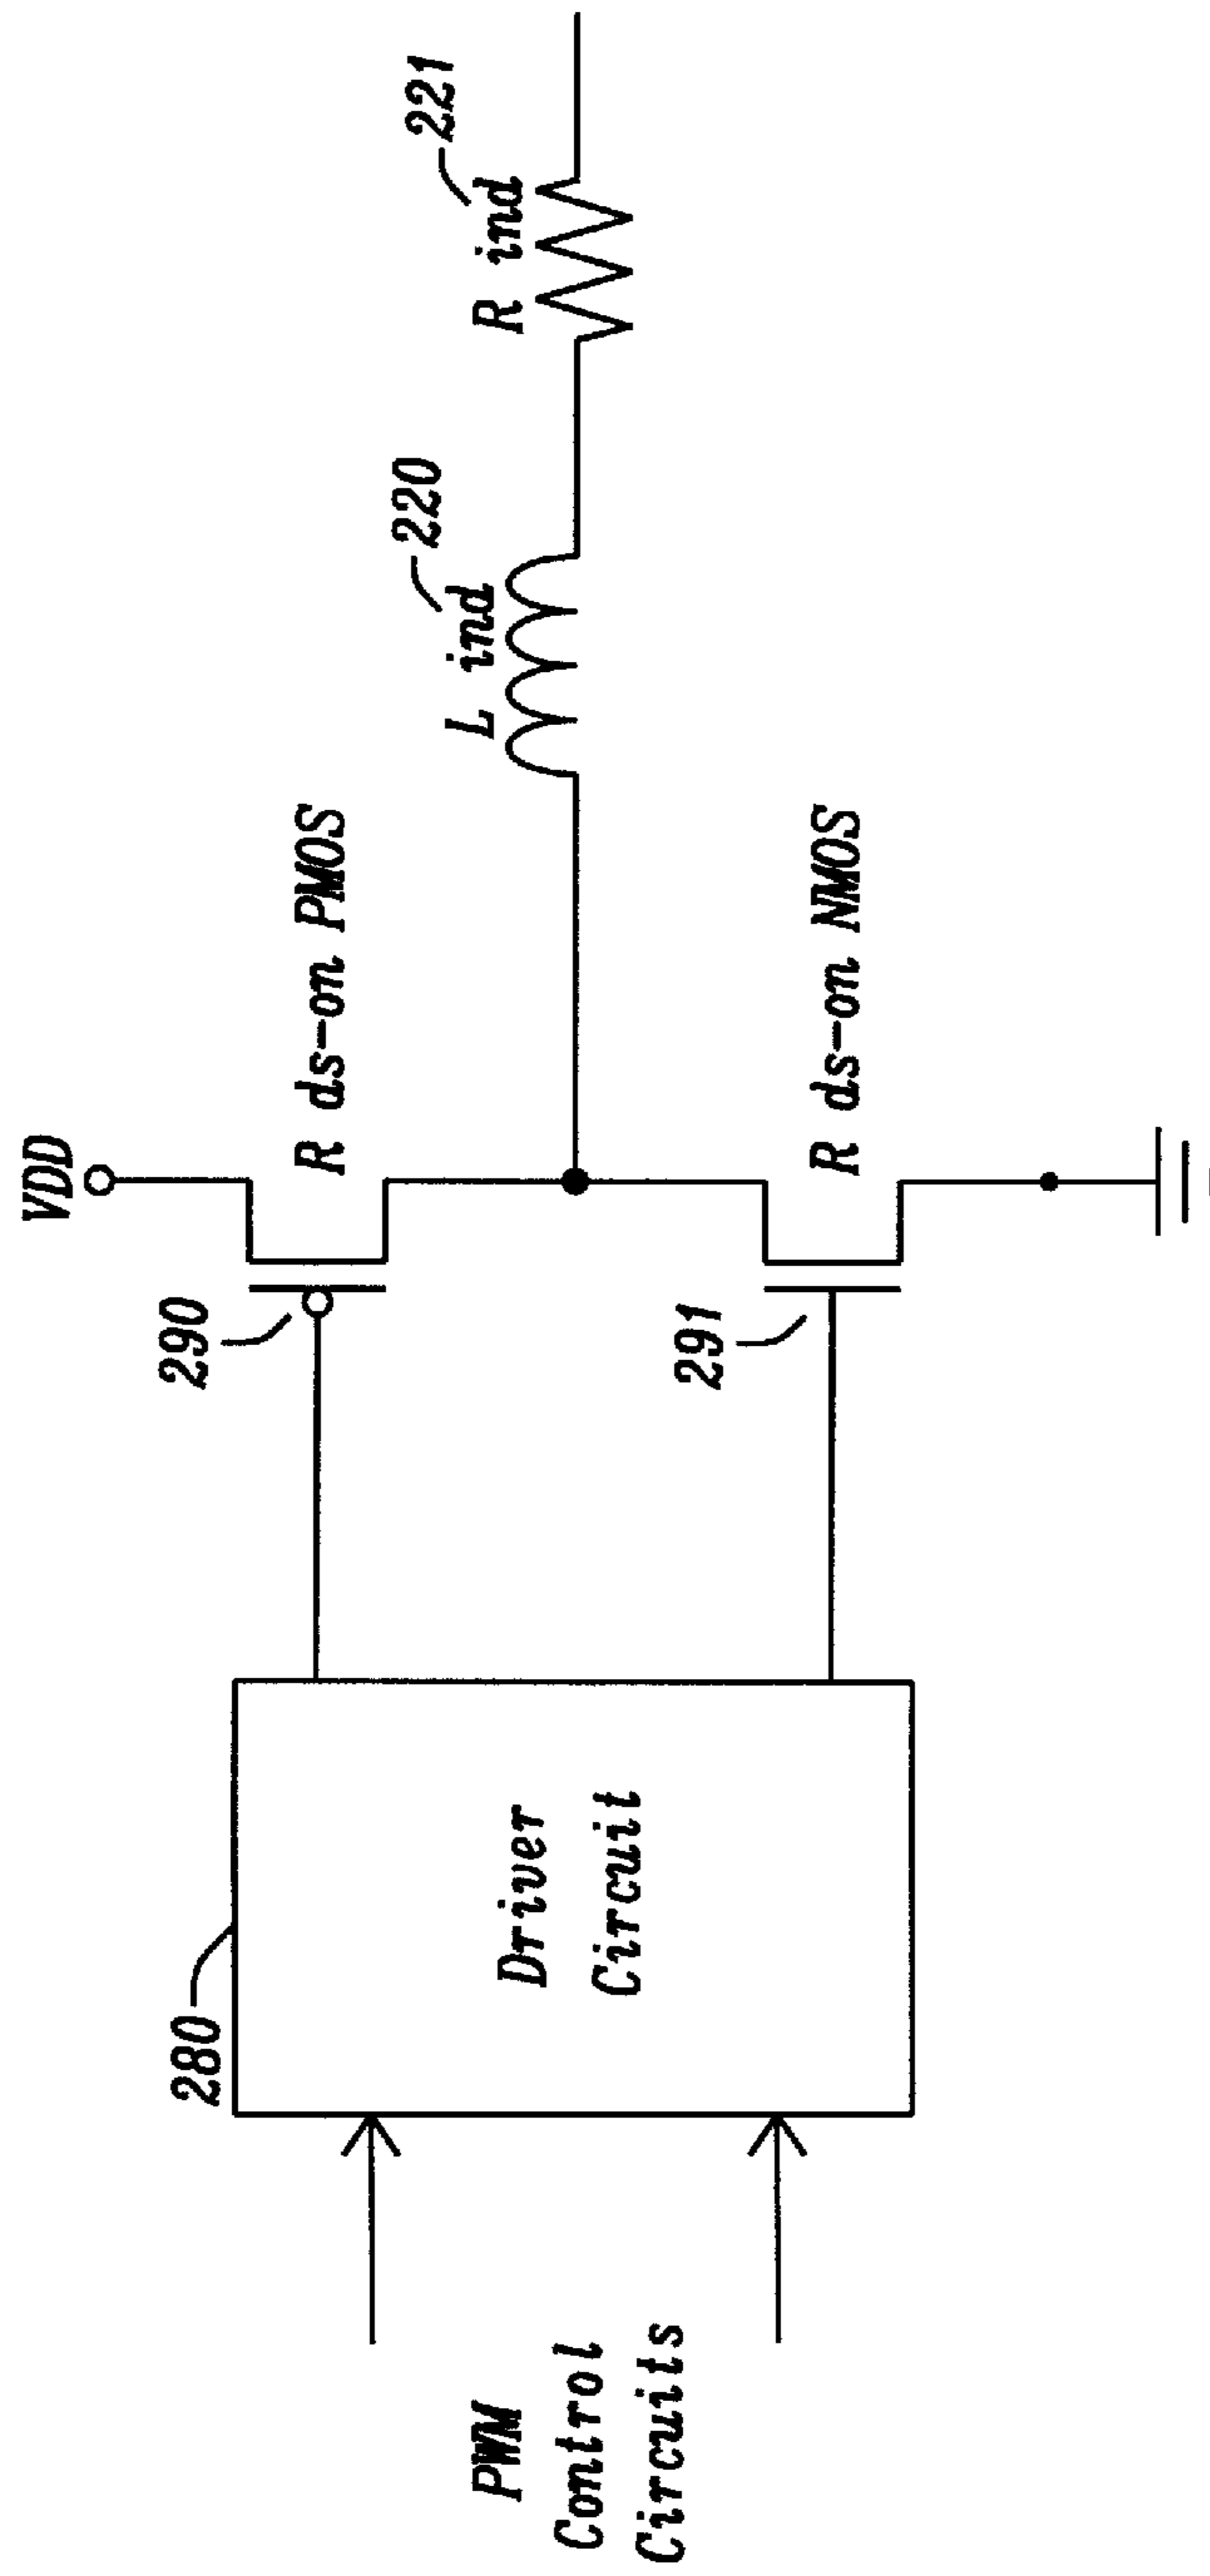 VDD
290
R ds-on PMOS
L ind
220
R ind
221
280
Driver
Circuit
PWM
Control
Circuits
291
R ds-on NMOS